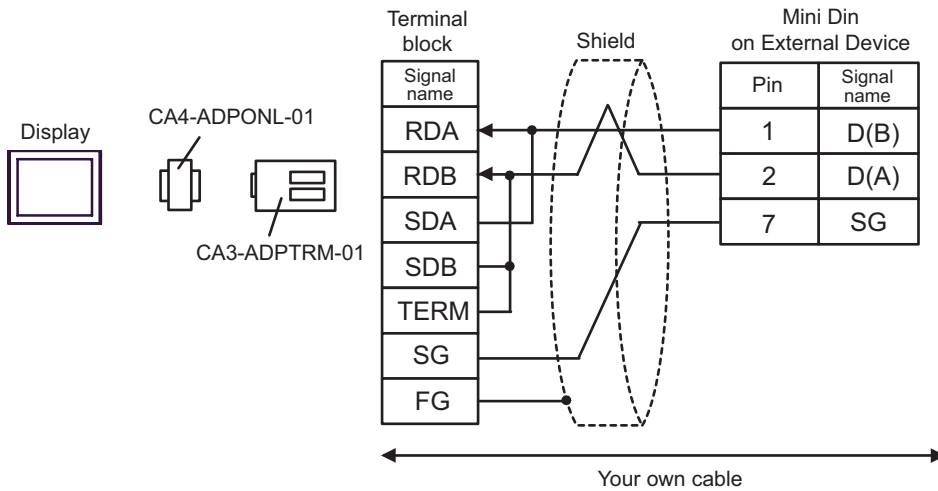 Display
CA4-ADPONL-01
CA3-ADPTRM-01
Terminal
block
Signal
name
RDA
RDB
SDA
SDB
TERM
SG
FG
Shield
Mini Din
on External Device
Pin
Signal
name
1 D(B)
2 D(A)
7 SG
Your own cable